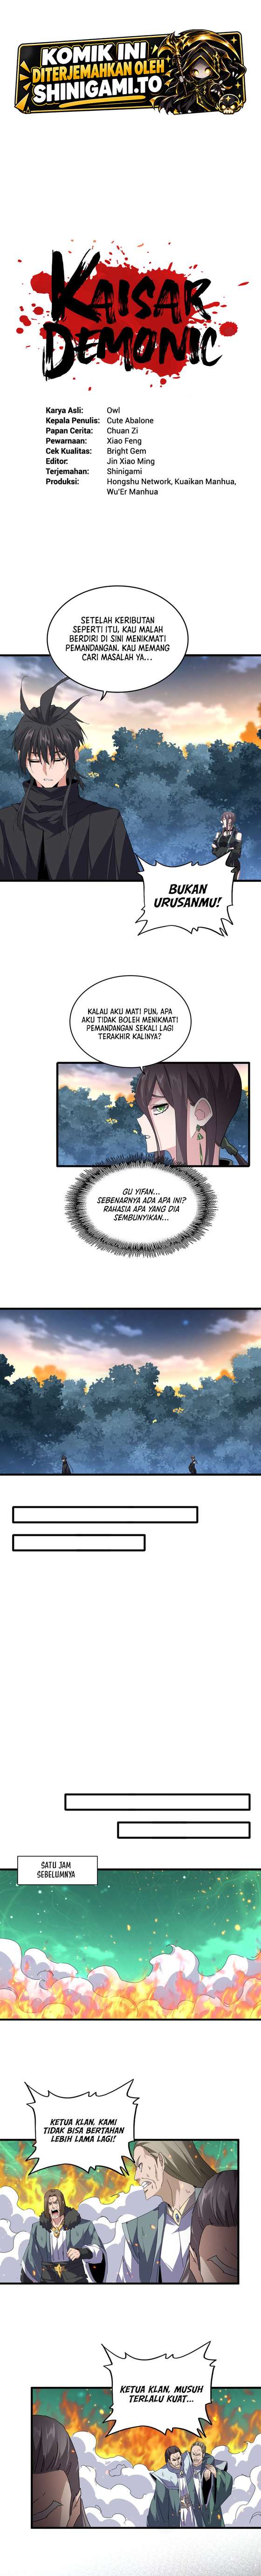 KOMIK INI
DITERJEMAHKAN OLEH
SHINIGAMI.TO
KAISAR
DEMONIC
Karya Asli: Owl
Kepala Penulis: Cute Abalone
Papan Cerita: Chuan Zi
Pewarnaan: Xiao Feng
Cek Kualitas: Bright Gem
Editor: Jin Xiao Ming
Terjemahan: Shinigami
Produksi: Hongshu Network, Kuaikan Manhua,
Wu'Er Manhua
SETELAH KERIBUTAN
SEPERTI ITU, KAU MALAH
BERDIRI DI SINI MENIKMATI
PEMANDANGAN. KAU MEMANG
CARI MASALAH YA...
BUKAN
URUSANMU!
KALAU AKU MATI PUN, APA
AKU TIDAK BOLEH MENIKMATI
PEMANDANGAN SEKALI LAGI
TERAKHIR KALINYA?
GU YIFAN...
SEBENARNYA ADA APA INI?
RAHASIA APA YANG DIA
SEMBUNYIKAN...
SATU JAM
SEBELUMNYA
KETUA KLAN, KAMI
TIDAK BISA BERTAHAN
LEBIH LAMA LAGI!
KETUA KLAN, MUSUH
TERLALU KUAT...